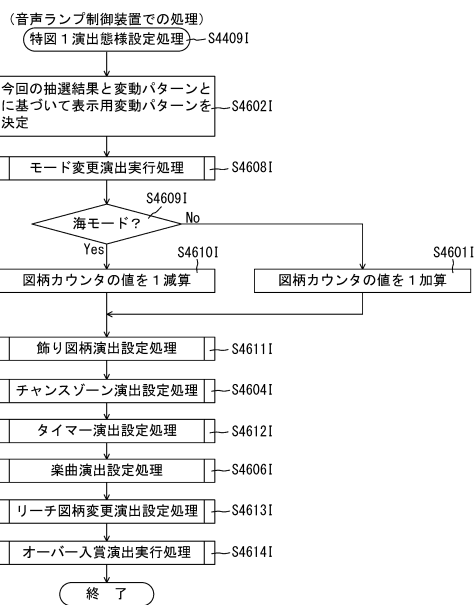 （音声ランプ制御装置での処理）
特図１演出態様設定処理 S4409I
今回の抽選結果と変動パターンと
に基づいて表示用変動パターンを S4602I
決定
モード変更演出実行処理 S4608I
S4609I
海モード？ No
Yes
S4610I S4601I
図柄カウンタの値を１減算 図柄カウンタの値を１加算
飾り図柄演出設定処理 S4611I
チャンスゾーン演出設定処理 S4604I
タイマー演出設定処理 S4612I
楽曲演出設定処理 S4606I
リーチ図柄変更演出設定処理 S4613I
オーバー入賞演出実行処理 S4614I
終　了